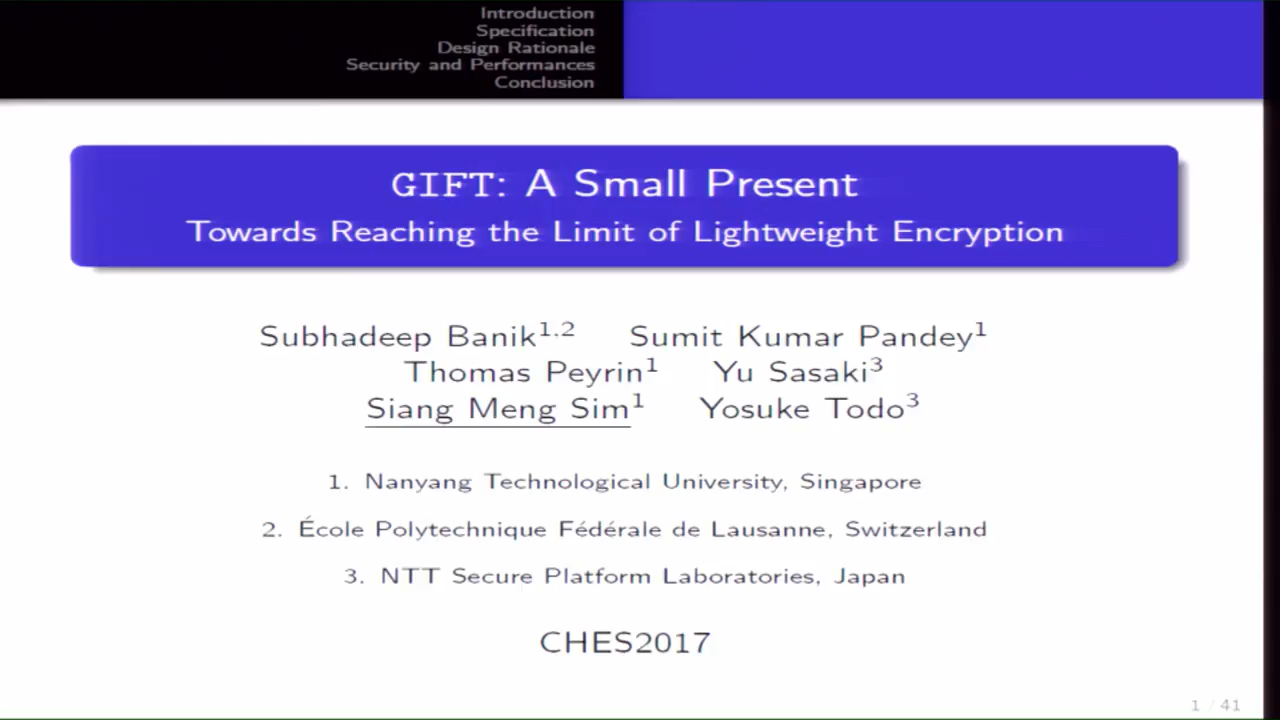 Introduction
Specification
Design Rationale
Security and Performances
Conclusion
GIFT: A Small Present
Towards Reaching the Limit of Lightweight Encryption
Subhadeep Banik1,2 Sumit Kumar Pandey1
Thomas Peyrin1 Yu Sasaki3
Siang Meng Sim1 Yosuke Todo3
1. Nanyang Technological University, Singapore
2. École Polytechnique Fédérale de Lausanne, Switzerland
3. NTT Secure Platform Laboratories, Japan
CHES2017
1 / 41